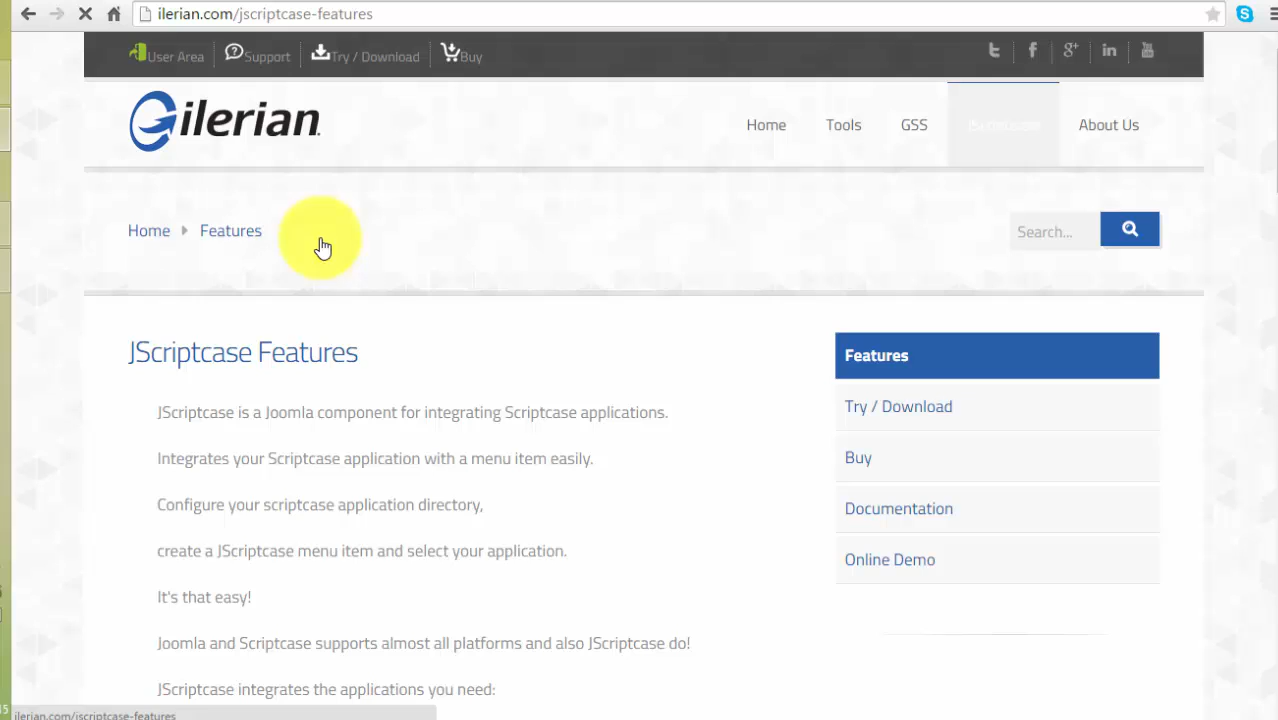 ilerian.com/jscriptcase-features
User Area Support Try / Download Buy
ilerian.
Home Tools GSS About Us
Home Features
Search...
JScriptcase Features
JScriptcase is a Joomla component for integrating Scriptcase applications.
Integrates your Scriptcase application with a menu item easily.
Configure your scriptcase application directory,
create a JScriptcase menu item and select your application.
It's that easy!
Joomla and Scriptcase supports almost all platforms and also JScriptcase do!
JScriptcase integrates the applications you need:
Features
Try / Download
Buy
Documentation
Online Demo
15
ilerian.com/jscriptcase-features